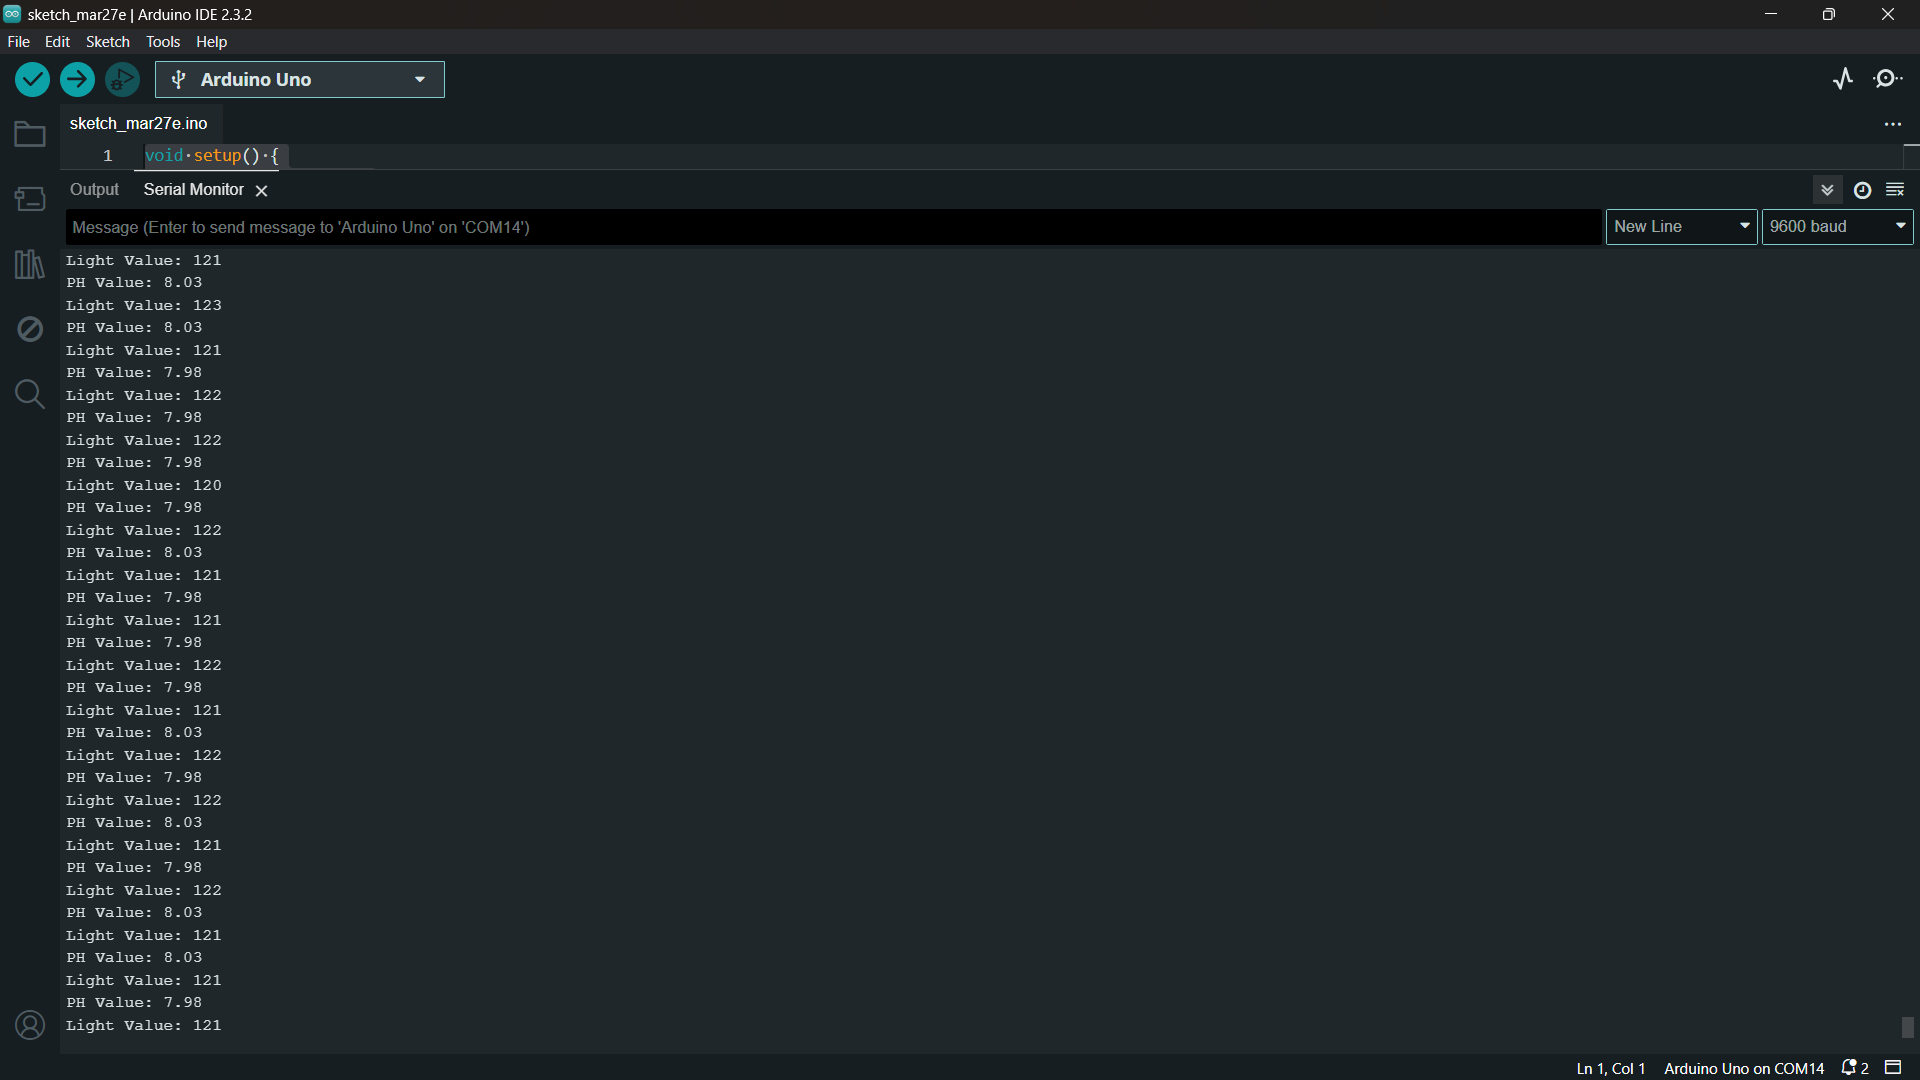 sketch_mar27e | Arduino IDE 2.3.2
File Edit Sketch Tools Help
Arduino Uno
sketch_mar27e.ino
1 void·setup()·{
Output Serial Monitor
Message (Enter to send message to 'Arduino Uno' on 'COM14') New Line 9600 baud
Light Value: 121
PH Value: 8.03
Light Value: 123
PH Value: 8.03
Light Value: 121
PH Value: 7.98
Light Value: 122
PH Value: 7.98
Light Value: 122
PH Value: 7.98
Light Value: 120
PH Value: 7.98
Light Value: 122
PH Value: 8.03
Light Value: 121
PH Value: 7.98
Light Value: 121
PH Value: 7.98
Light Value: 122
PH Value: 7.98
Light Value: 121
PH Value: 8.03
Light Value: 122
PH Value: 7.98
Light Value: 122
PH Value: 8.03
Light Value: 121
PH Value: 7.98
Light Value: 122
PH Value: 8.03
Light Value: 121
PH Value: 8.03
Light Value: 121
PH Value: 7.98
Light Value: 121
Ln 1, Col 1 Arduino Uno on COM14 2